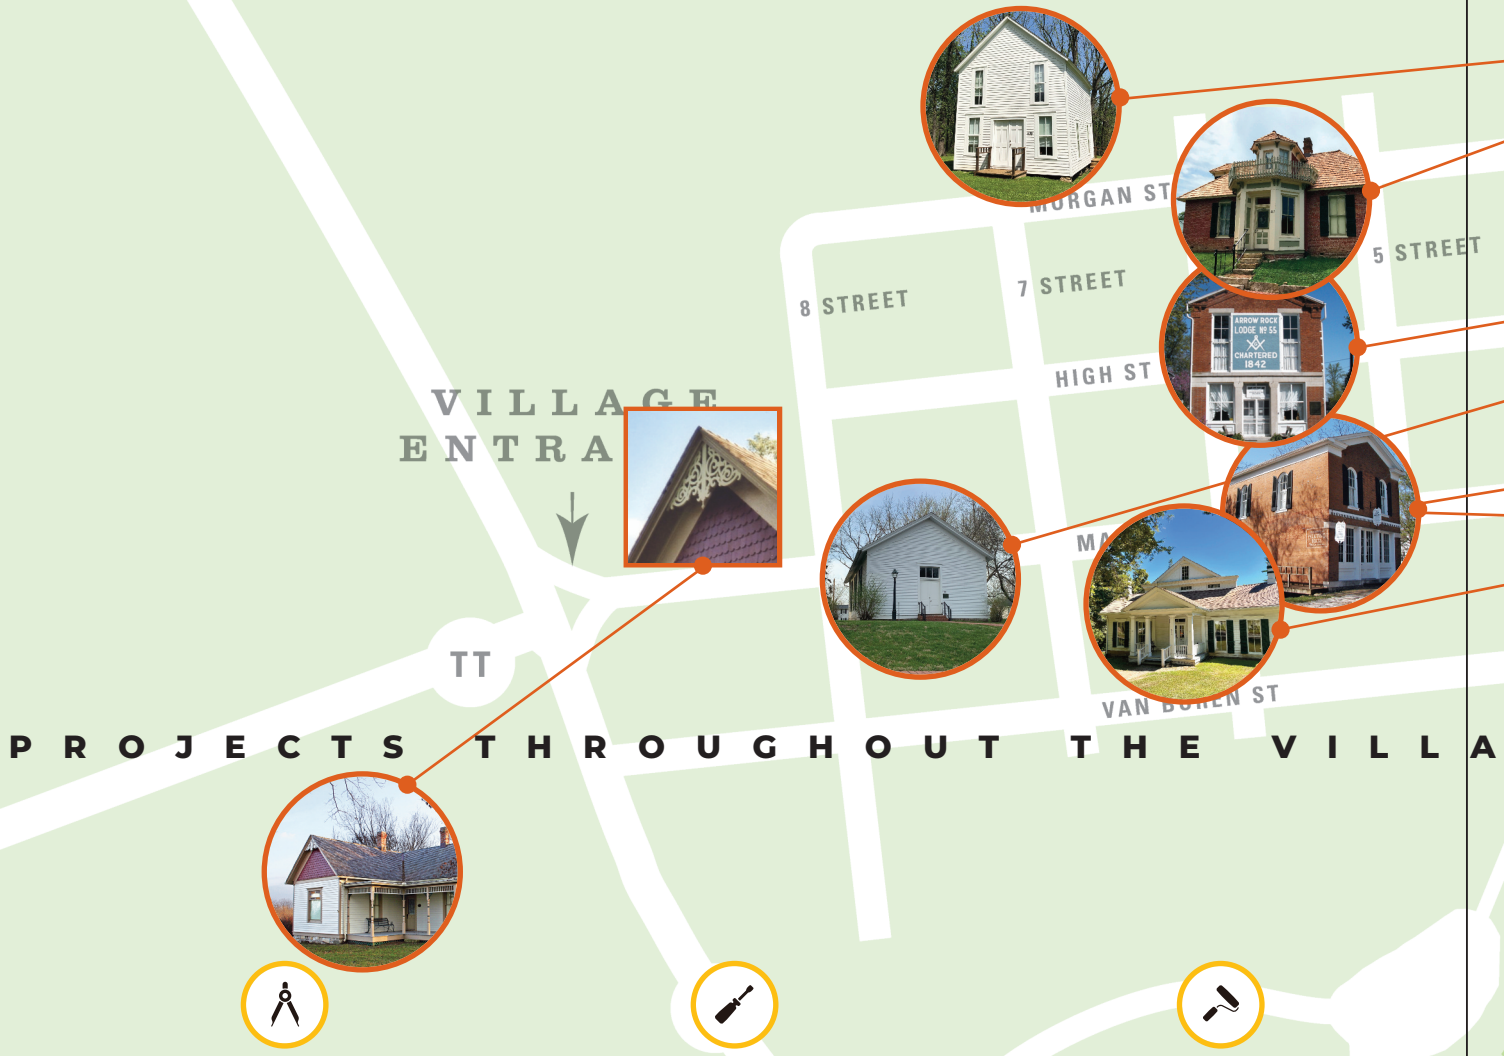 MORGAN ST
5 STREET
7 STREET
8 STREET
ARROW ROCK
LODGE Nº 55
CHARTERED
1842
HIGH ST
VILLAGE
ENTRA
MA
TT
VAN BUREN ST
PROJECTS THROUGHOUT THE VILLA